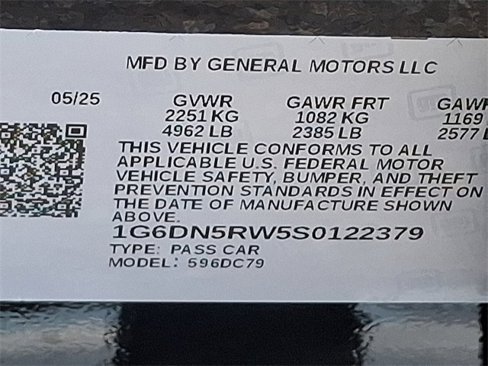 MFD BY GENERAL MOTORS LLC
05/25 GVWR GAWR FRT GAWR
2251 KG 1082 KG 1169
4962 LB 2385 LB 2577 L
THIS VEHICLE CONFORMS TO ALL
APPLICABLE U.S. FEDERAL MOTOR
VEHICLE SAFETY, BUMPER, AND THEFT
PREVENTION STANDARDS IN EFFECT ON
THE DATE OF MANUFACTURE SHOWN
ABOVE.
1G6DN5RW5S0122379
TYPE: PASS CAR
MODEL: 596DC79